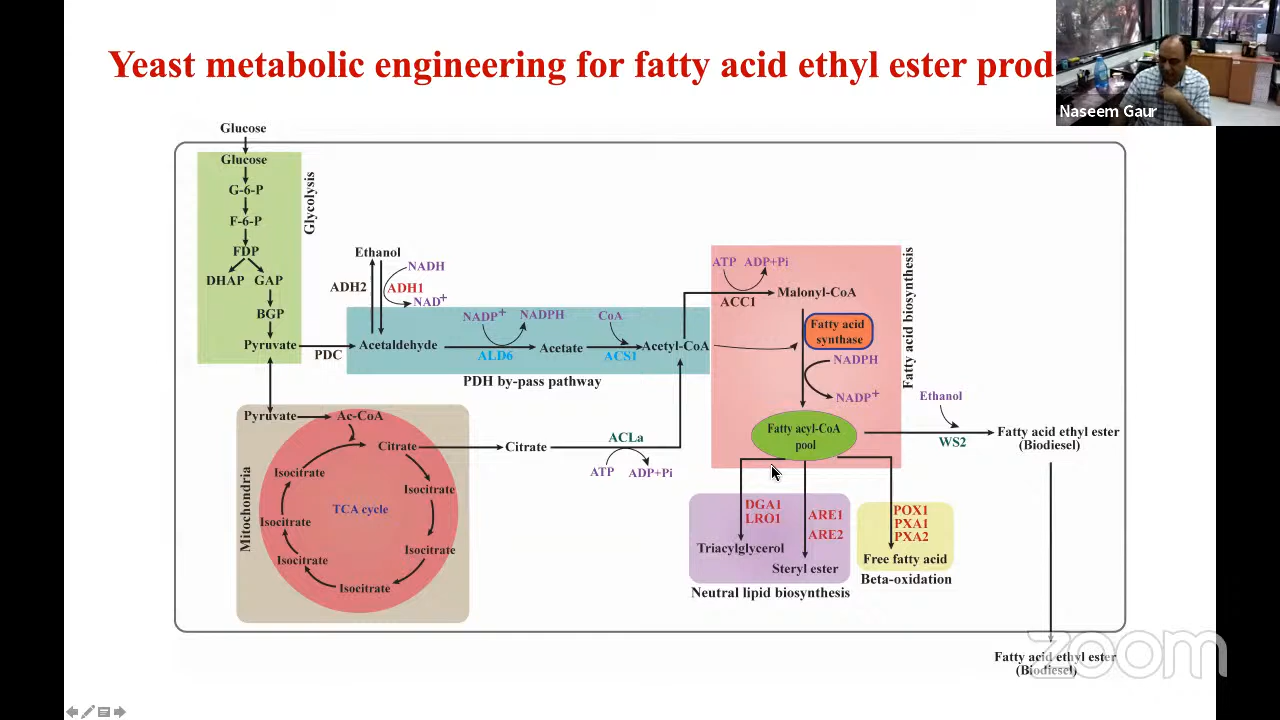 Yeast metabolic engineering for fatty acid ethyl ester prod
Naseem Gaur
Glucose
Glucose
G-6-P
F-6-P
FDP
DHAP GAP
BGP
Pyruvate
Glycolysis
PDC
Ethanol
NADH
ADH2
ADH1
NAD+
Acetaldehyde
NADP+ NADPH
ALD6
Acetate
CoA
ACS1
Acetyl-CoA
PDH by-pass pathway
ATP ADP+Pi
ACC1
Malonyl-CoA
Fatty acid
synthase
NADPH
NADP+
Fatty acid biosynthesis
Fatty acyl-CoA
pool
Ethanol
WS2
Fatty acid ethyl ester
(Biodiesel)
Pyruvate
Ac-CoA
Citrate
Citrate
ACLa
ATP ADP+Pi
Isocitrate
Isocitrate
Isocitrate
Isocitrate
Isocitrate
Isocitrate
TCA cycle
Mitochondria
DGA1
LRO1
ARE1
ARE2
Triacylglycerol
Steryl ester
Neutral lipid biosynthesis
POX1
PXA1
PXA2
Free fatty acid
Beta-oxidation
Fatty acid ethyl ester
(Biodiesel)
zoom